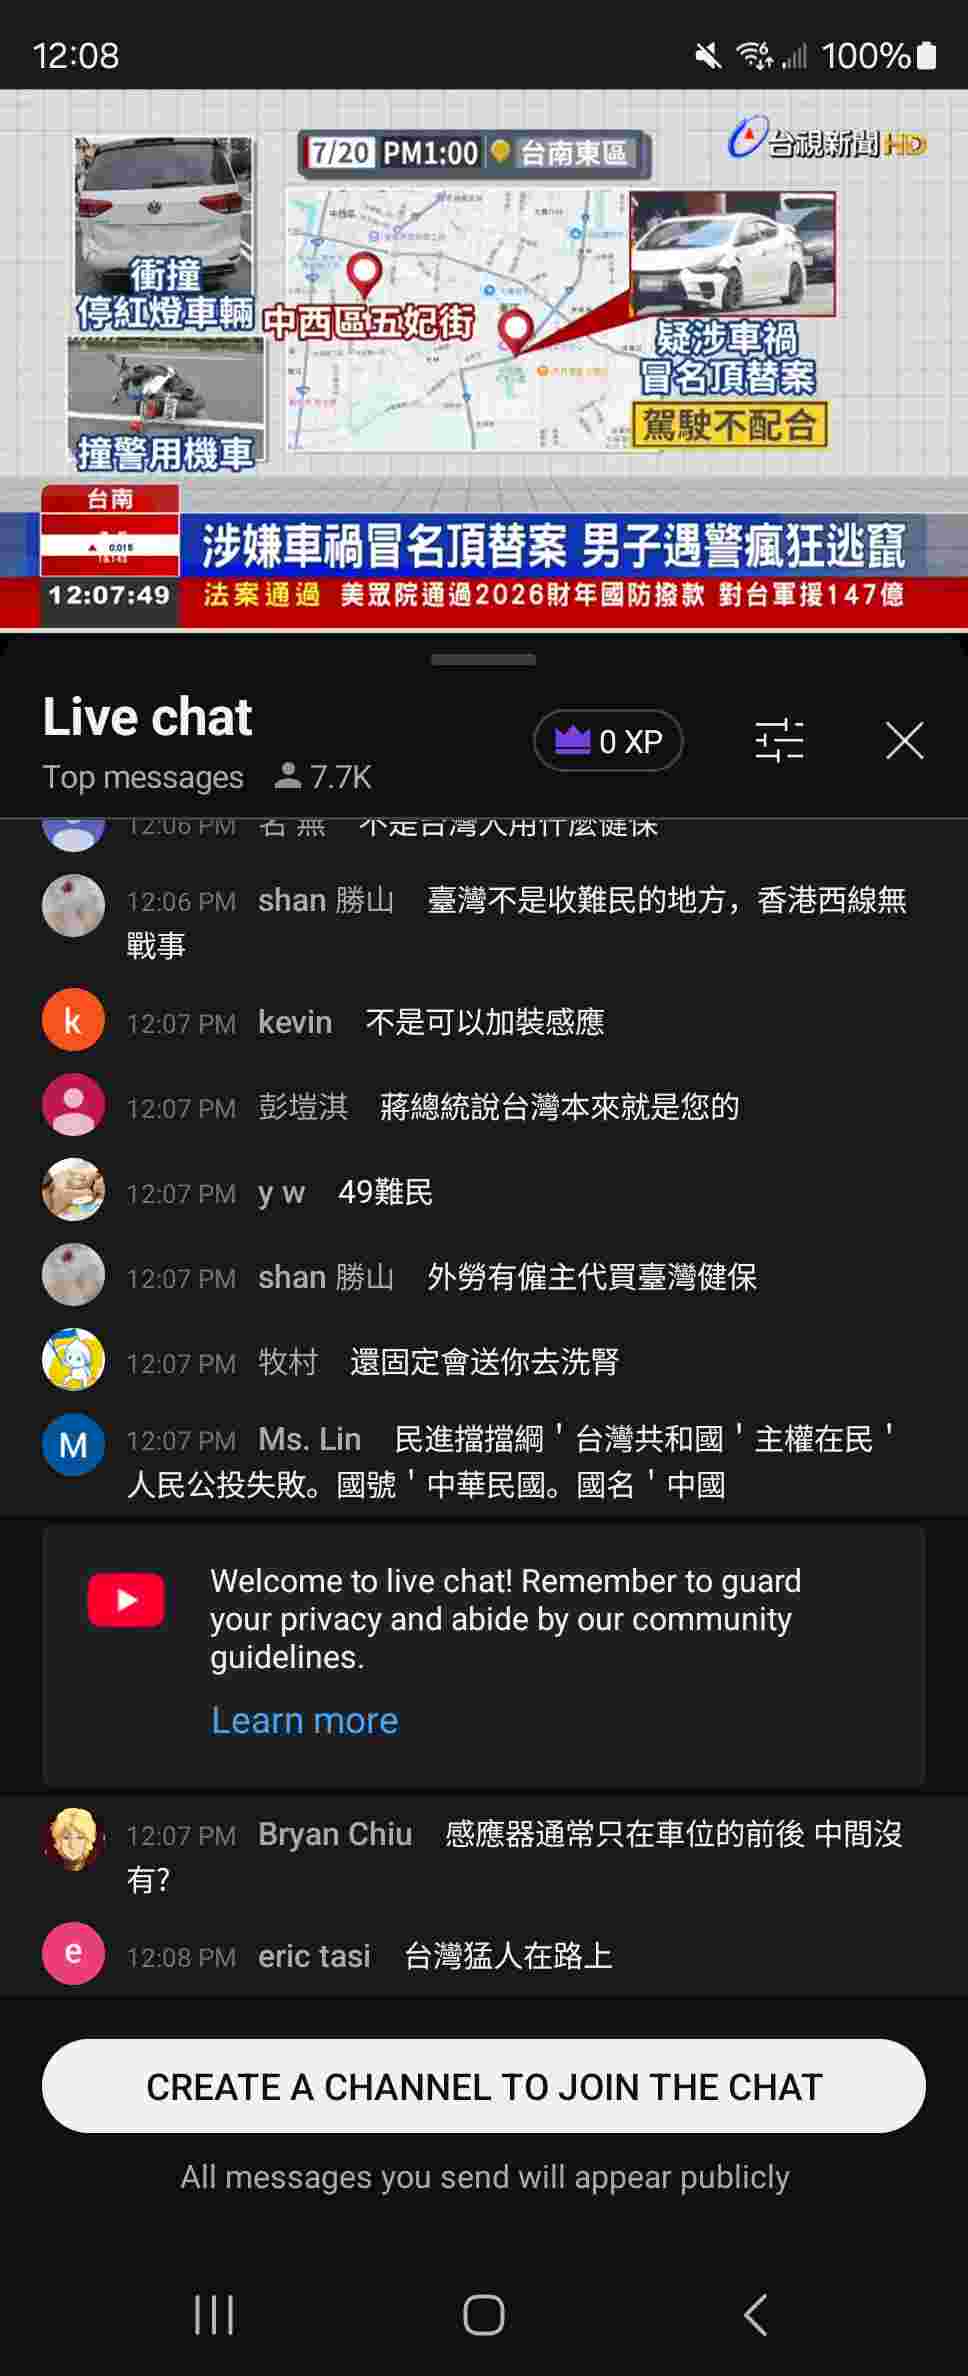 12:08
100%
7/20 PM1:00 台南東區
台視新聞HD
衝撞
停紅燈車輛
中西區五妃街
疑涉車禍
冒名頂替案
駕駛不配合
撞警用機車
台南
涉嫌車禍冒名頂替案 男子遇警瘋狂逃竄
12:07:49
法案通過 美眾院通過2026財年國防撥款 對台軍援147億
Live chat
0 XP
Top messages 7.7K
12:06 PM 名 無 不是台灣人用什麼健保
12:06 PM shan 勝山 臺灣不是收難民的地方，香港西線無
戰事
12:07 PM kevin 不是可以加裝感應
12:07 PM 彭塏淇 蔣總統說台灣本來就是您的
12:07 PM y w 49難民
12:07 PM shan 勝山 外勞有僱主代買臺灣健保
12:07 PM 牧村 還固定會送你去洗腎
12:07 PM Ms. Lin 民進擋擋綱＇台灣共和國＇主權在民＇
人民公投失敗。國號＇中華民國。國名＇中國
Welcome to live chat! Remember to guard
your privacy and abide by our community
guidelines.
Learn more
12:07 PM Bryan Chiu 感應器通常只在車位的前後 中間沒
有?
12:08 PM eric tasi 台灣猛人在路上
CREATE A CHANNEL TO JOIN THE CHAT
All messages you send will appear publicly